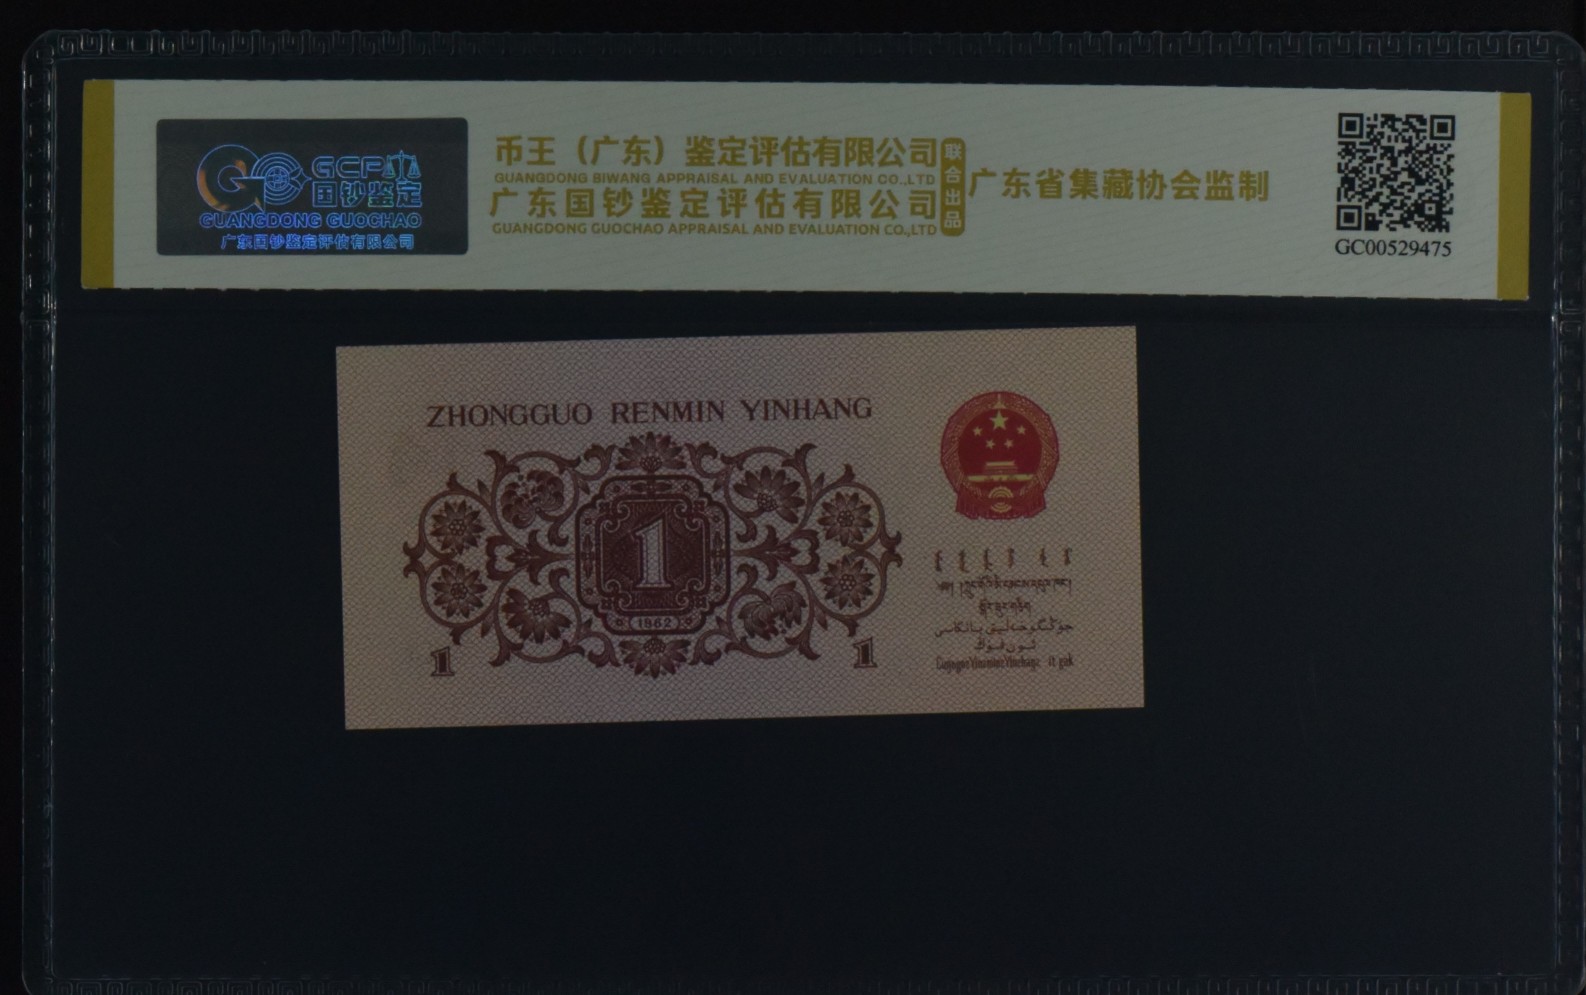 GCP
国钞鉴定
GUANGDONG GUOCHAO
广东国钞鉴定评估有限公司
币王（广东）鉴定评估有限公司
GUANGDONG BIWANG APPRAISAL AND EVALUATION CO.,LTD
广东国钞鉴定评估有限公司
GUANGDONG GUOCHAO APPRAISAL AND EVALUATION CO.,LTD
联合出品
广东省集藏协会监制
GC00529475
ZHONGGUO RENMIN YINHANG
1
1962
1
1